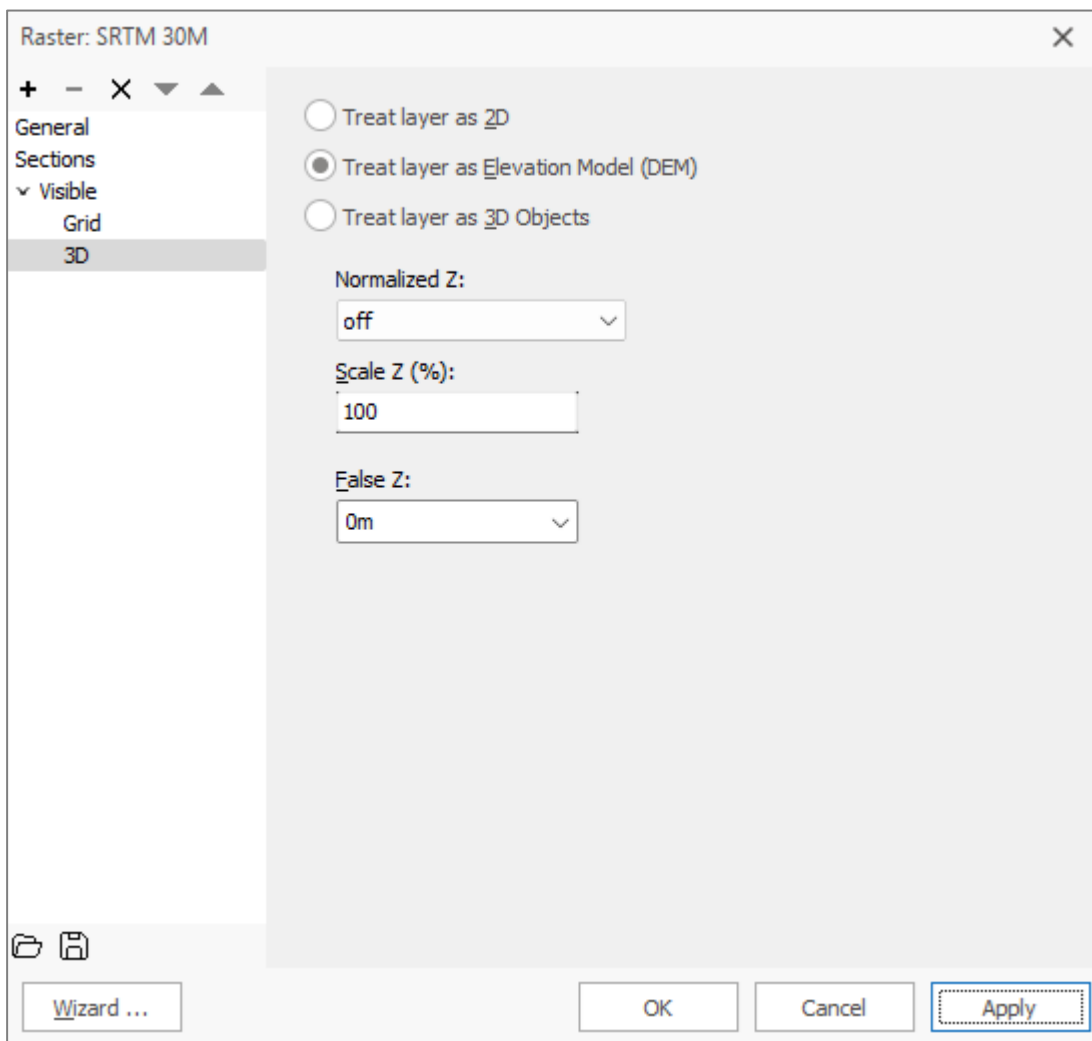 Raster: SRTM 30M
General
Sections
Visible
Grid
3D
Treat layer as 2D
Treat layer as Elevation Model (DEM)
Treat layer as 3D Objects
Normalized Z:
off
Scale Z (%):
100
False Z:
0m
Wizard ...
OK
Cancel
Apply